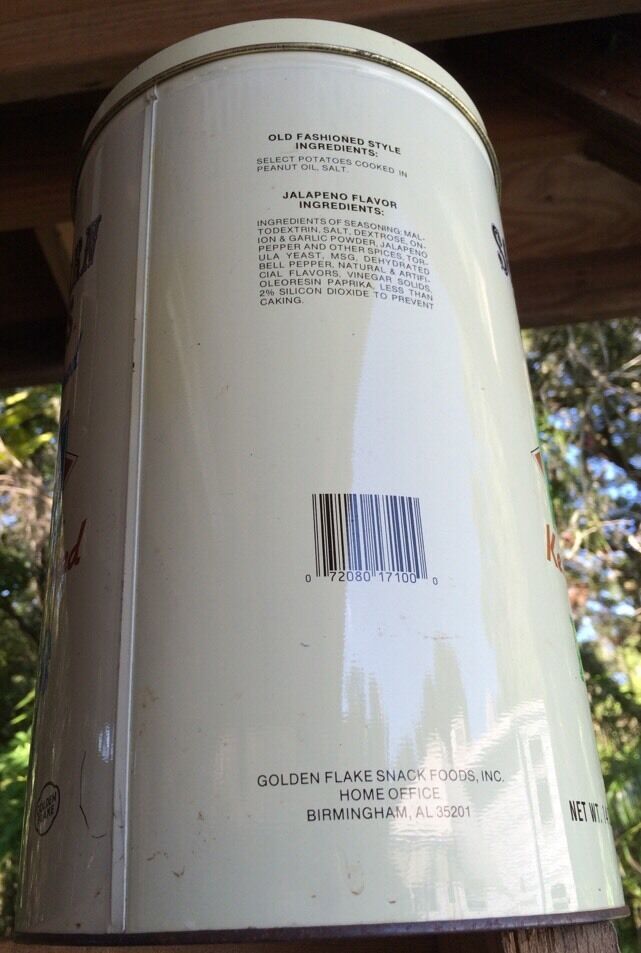 OLD FASHIONED STYLE
INGREDIENTS:
SELECT POTATOES COOKED IN
PEANUT OIL, SALT.
JALAPENO FLAVOR
INGREDIENTS:
INGREDIENTS OF SEASONING: MAL-
TODEXTRIN, SALT, DEXTROSE, ON-
ION & GARLIC POWDER, JALAPENO
PEPPER AND OTHER SPICES, TOR-
ULA YEAST, MSG, DEHYDRATED
BELL PEPPER, NATURAL & ARTIFI-
CIAL FLAVORS, VINEGAR SOLIDS,
OLEORESIN PAPRIKA, LESS THAN
2% SILICON DIOXIDE TO PREVENT
CAKING.
0 72080 17100 0
GOLDEN FLAKE SNACK FOODS, INC.
HOME OFFICE
BIRMINGHAM, AL 35201
GOLDEN
FLAKE
NET WT.